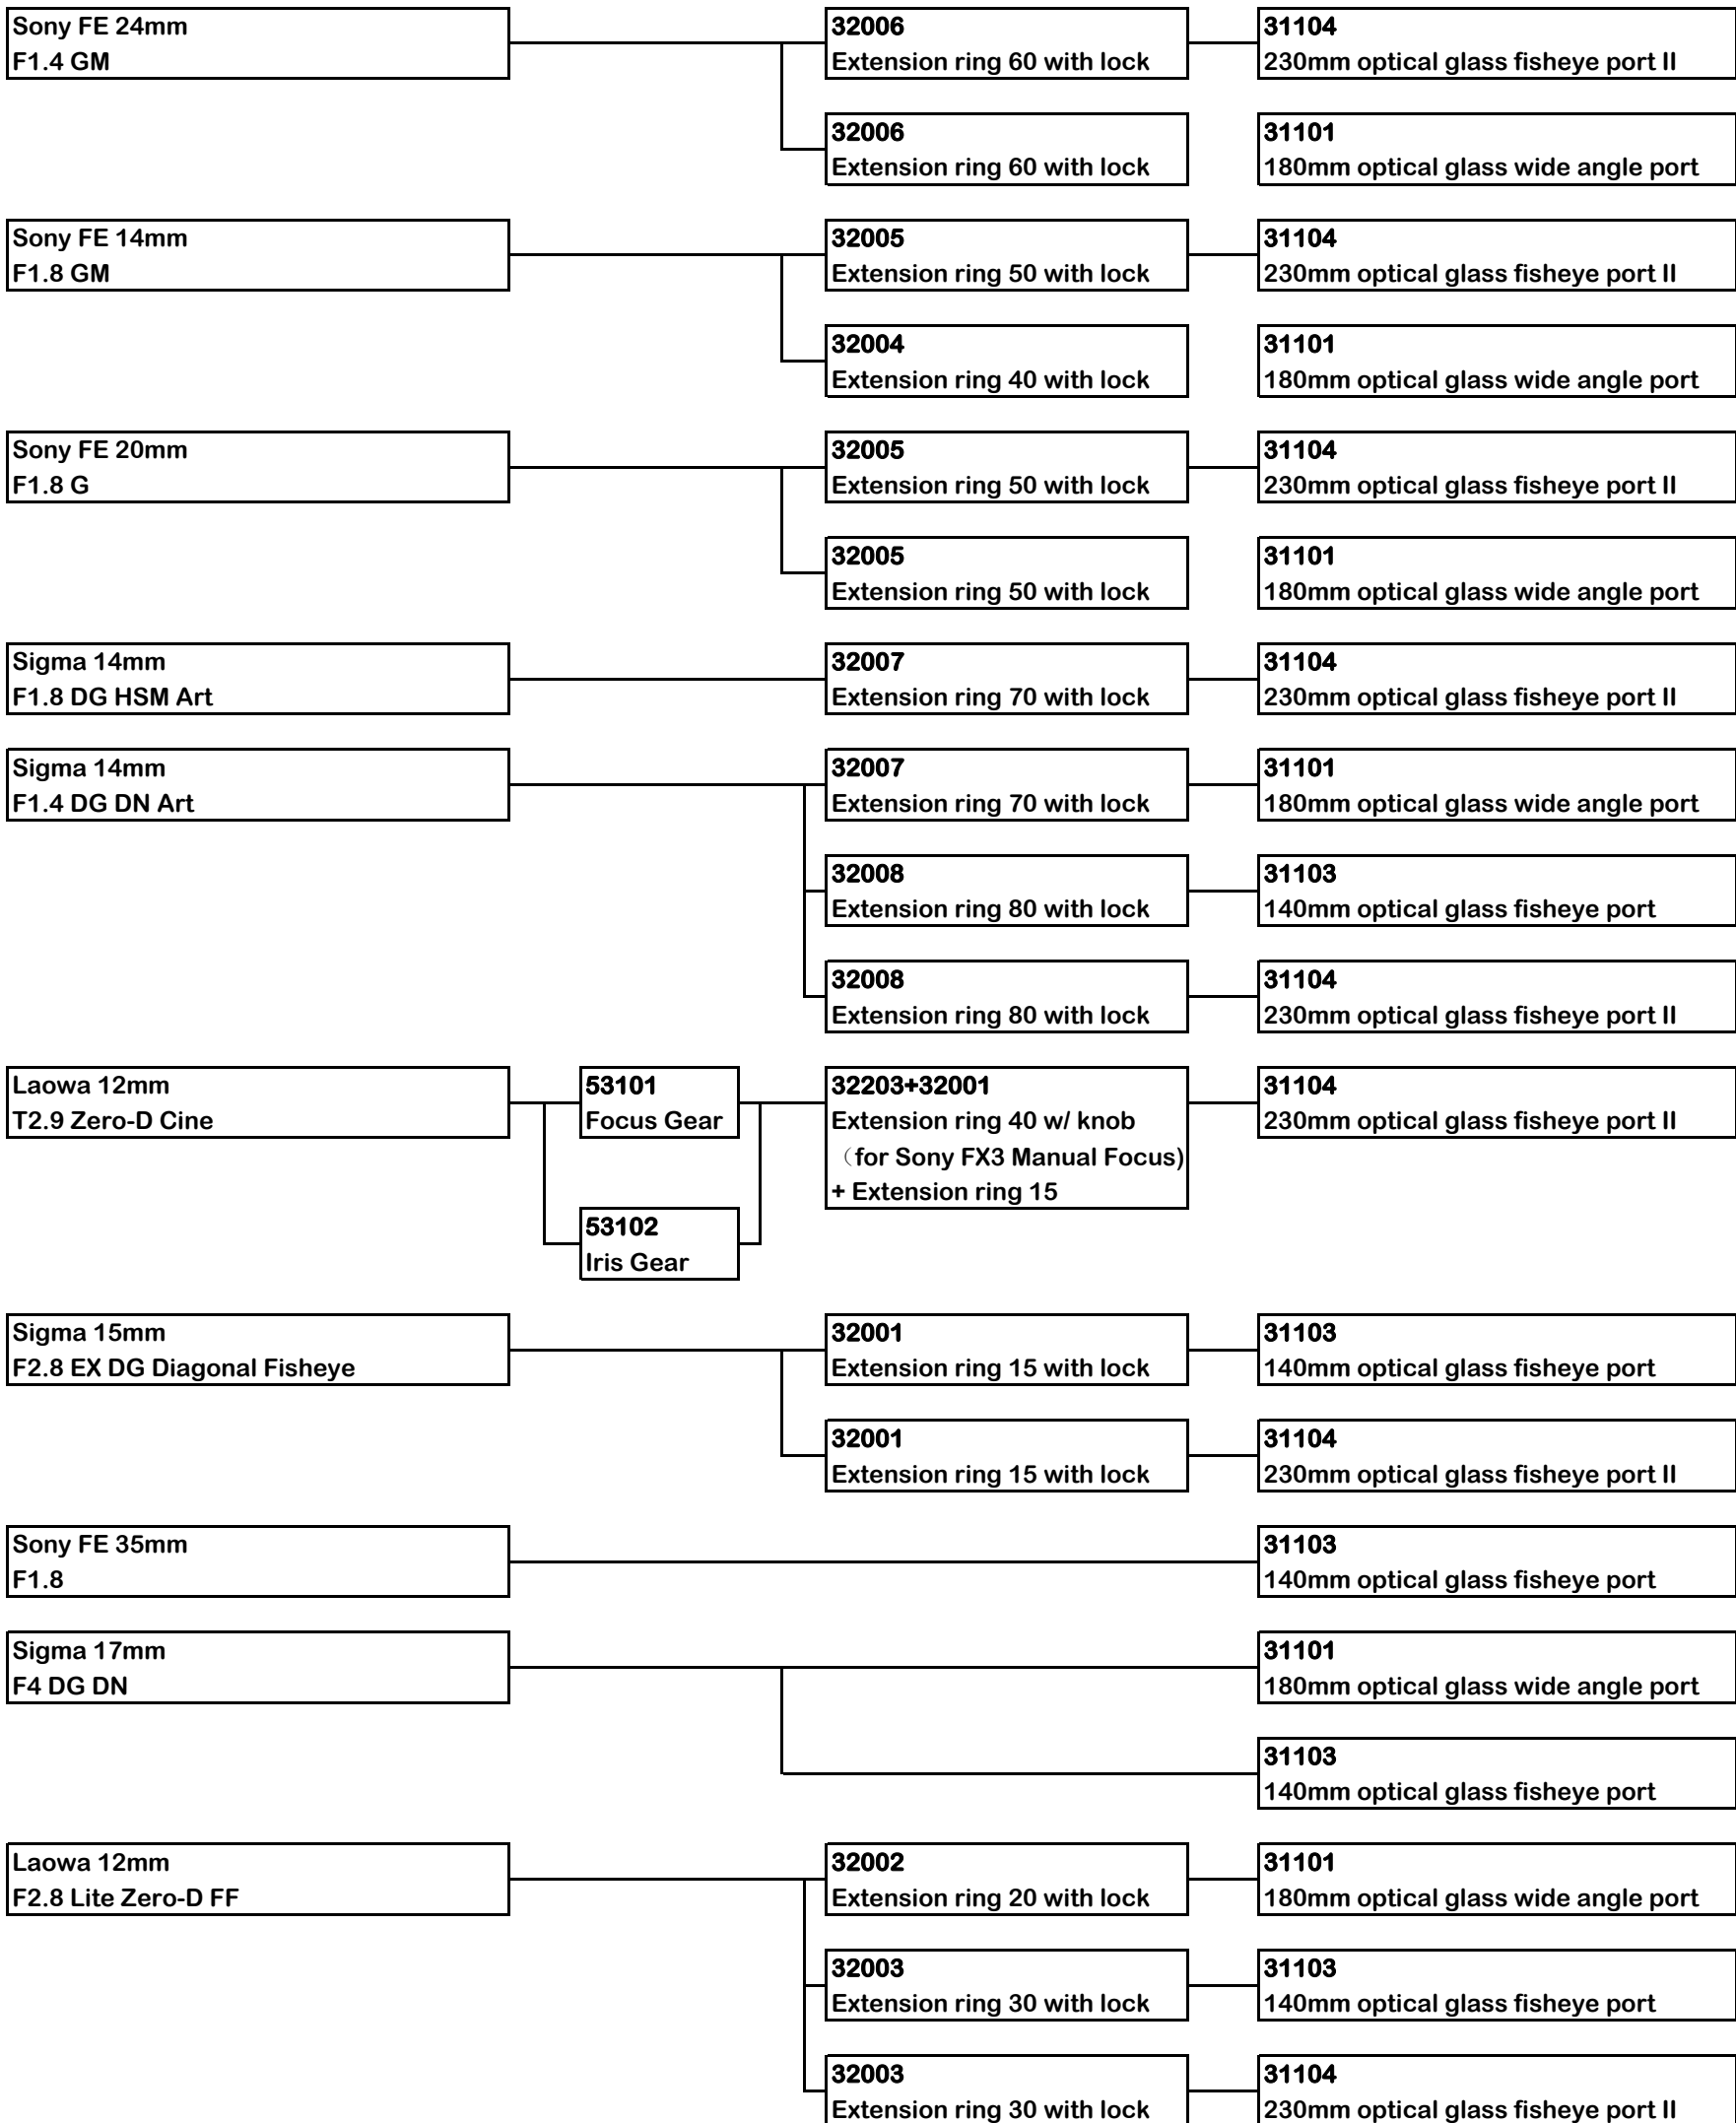 Sony FE 24mm
F1.4 GM
32006
Extension ring 60 with lock
31104
230mm optical glass fisheye port II
32006
Extension ring 60 with lock
31101
180mm optical glass wide angle port
Sony FE 14mm
F1.8 GM
32005
Extension ring 50 with lock
31104
230mm optical glass fisheye port II
32004
Extension ring 40 with lock
31101
180mm optical glass wide angle port
Sony FE 20mm
F1.8 G
32005
Extension ring 50 with lock
31104
230mm optical glass fisheye port II
32005
Extension ring 50 with lock
31101
180mm optical glass wide angle port
Sigma 14mm
F1.8 DG HSM Art
32007
Extension ring 70 with lock
31104
230mm optical glass fisheye port II
Sigma 14mm
F1.4 DG DN Art
32007
Extension ring 70 with lock
31101
180mm optical glass wide angle port
32008
Extension ring 80 with lock
31103
140mm optical glass fisheye port
32008
Extension ring 80 with lock
31104
230mm optical glass fisheye port II
Laowa 12mm
T2.9 Zero-D Cine
53101
Focus Gear
53102
Iris Gear
32203+32001
Extension ring 40 w/ knob
（for Sony FX3 Manual Focus)
+ Extension ring 15
31104
230mm optical glass fisheye port II
Sigma 15mm
F2.8 EX DG Diagonal Fisheye
32001
Extension ring 15 with lock
31103
140mm optical glass fisheye port
32001
Extension ring 15 with lock
31104
230mm optical glass fisheye port II
Sony FE 35mm
F1.8
31103
140mm optical glass fisheye port
Sigma 17mm
F4 DG DN
31101
180mm optical glass wide angle port
31103
140mm optical glass fisheye port
Laowa 12mm
F2.8 Lite Zero-D FF
32002
Extension ring 20 with lock
31101
180mm optical glass wide angle port
32003
Extension ring 30 with lock
31103
140mm optical glass fisheye port
32003
Extension ring 30 with lock
31104
230mm optical glass fisheye port II